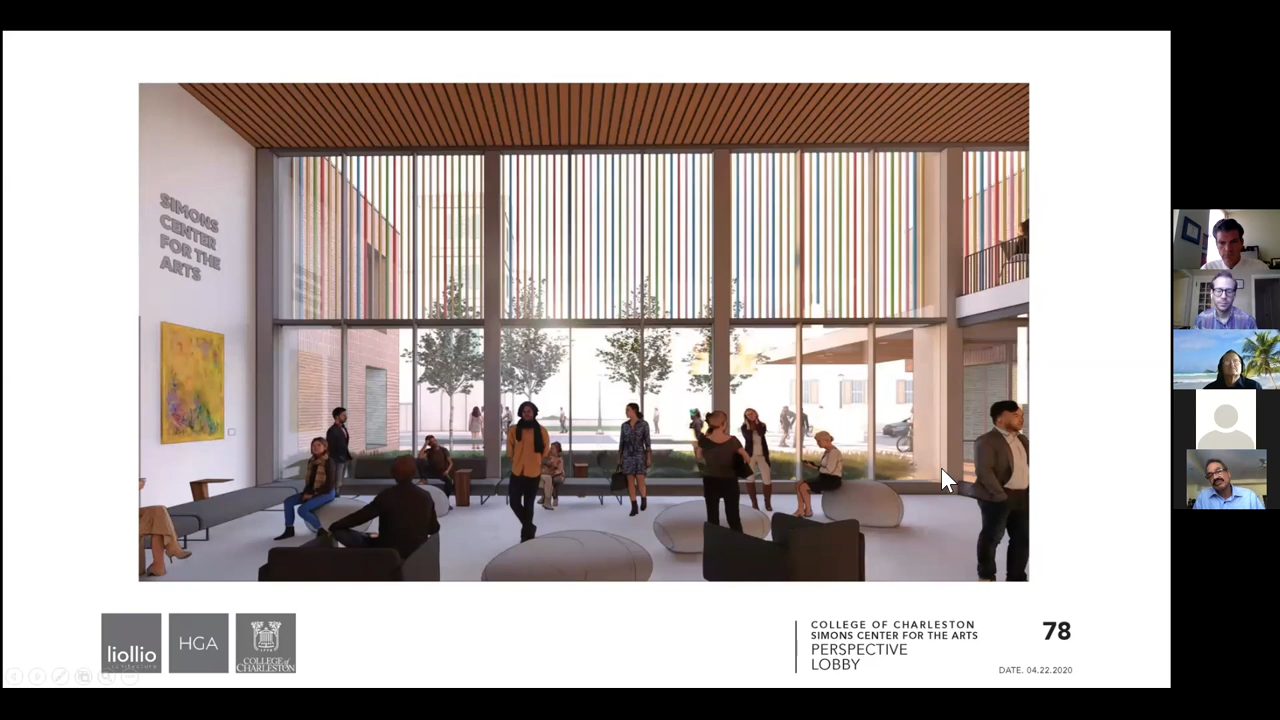 SIMONS
CENTER
FOR THE
ARTS
liollio
architecture
HGA
COLLEGE of
CHARLESTON
COLLEGE OF CHARLESTON
SIMONS CENTER FOR THE ARTS
PERSPECTIVE
LOBBY
78
DATE. 04.22.2020